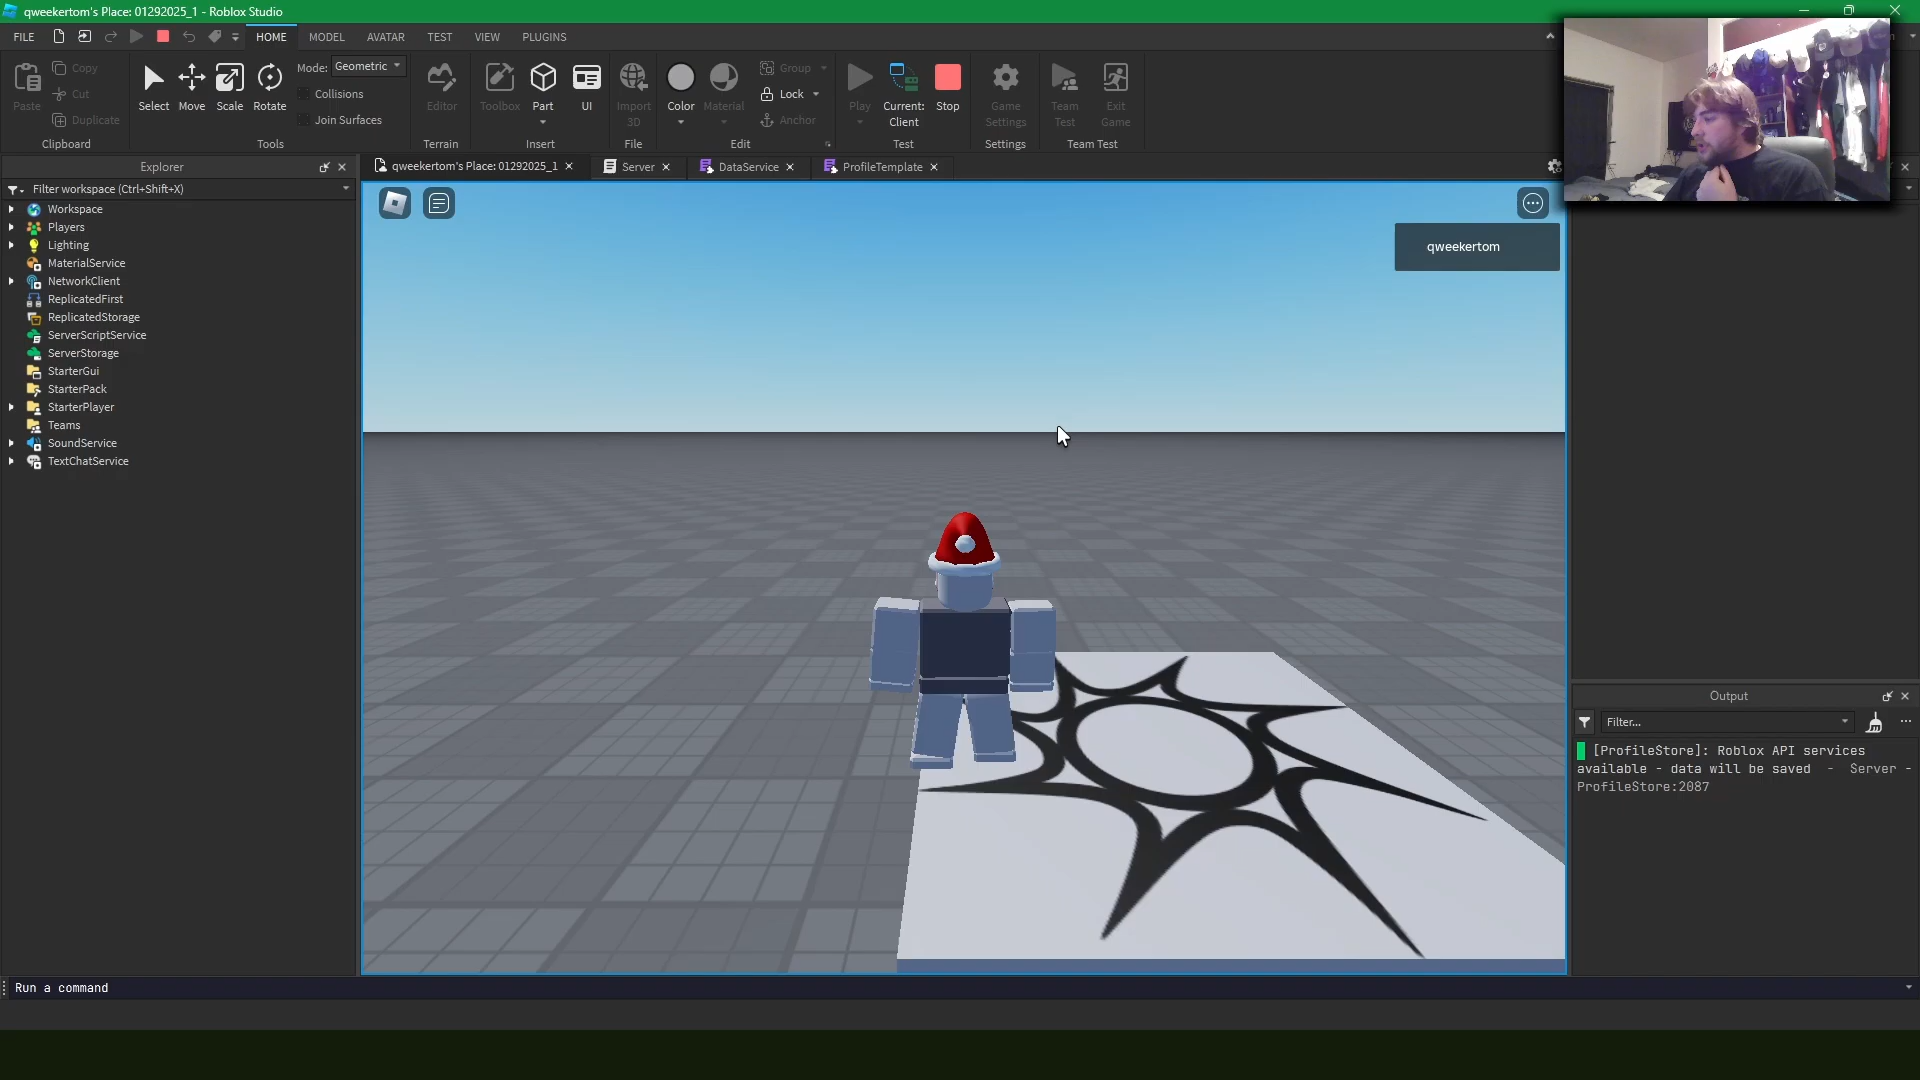 qweekertom's Place: 01292025_1 - Roblox Studio
FILE
HOME
MODEL
AVATAR
TEST
VIEW
PLUGINS
Paste
Copy
Cut
Duplicate
Clipboard
Select
Move
Scale
Rotate
Mode:
Geometric
Collisions
Join Surfaces
Tools
Editor
Terrain
Toolbox
Part
UI
Insert
Import
3D
File
Color
Material
Group
Lock
Anchor
Edit
Play
Current:
Client
Stop
Test
Game
Settings
Settings
Team
Test
Exit
Game
Team Test
Explorer
Filter workspace (Ctrl+Shift+X)
Workspace
Players
Lighting
MaterialService
NetworkClient
ReplicatedFirst
ReplicatedStorage
ServerScriptService
ServerStorage
StarterGui
StarterPack
StarterPlayer
Teams
SoundService
TextChatService
qweekertom's Place: 01292025_1
Server
DataService
ProfileTemplate
qweekertom
Output
Filter...
[ProfileStore]: Roblox API services
available - data will be saved - Server -
ProfileStore:2087
Run a command